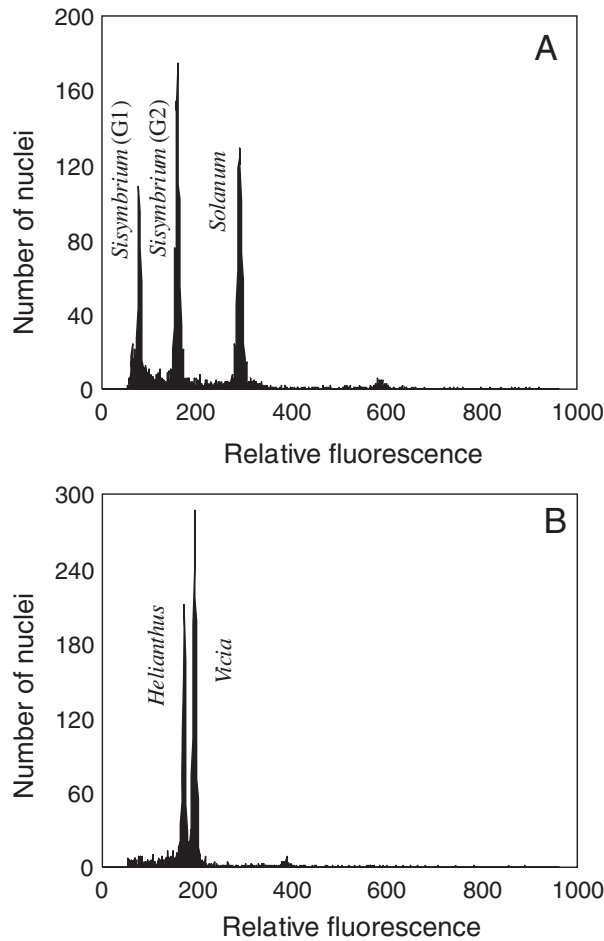 A
200
160
120
80
40
0
Number of nuclei
Sisymbrium (G1)
Sisymbrium (G2)
Solanum
0 200 400 600 800 1000
Relative fluorescence
B
300
240
180
120
60
0
Number of nuclei
Helianthus
Vicia
0 200 400 600 800 1000
Relative fluorescence